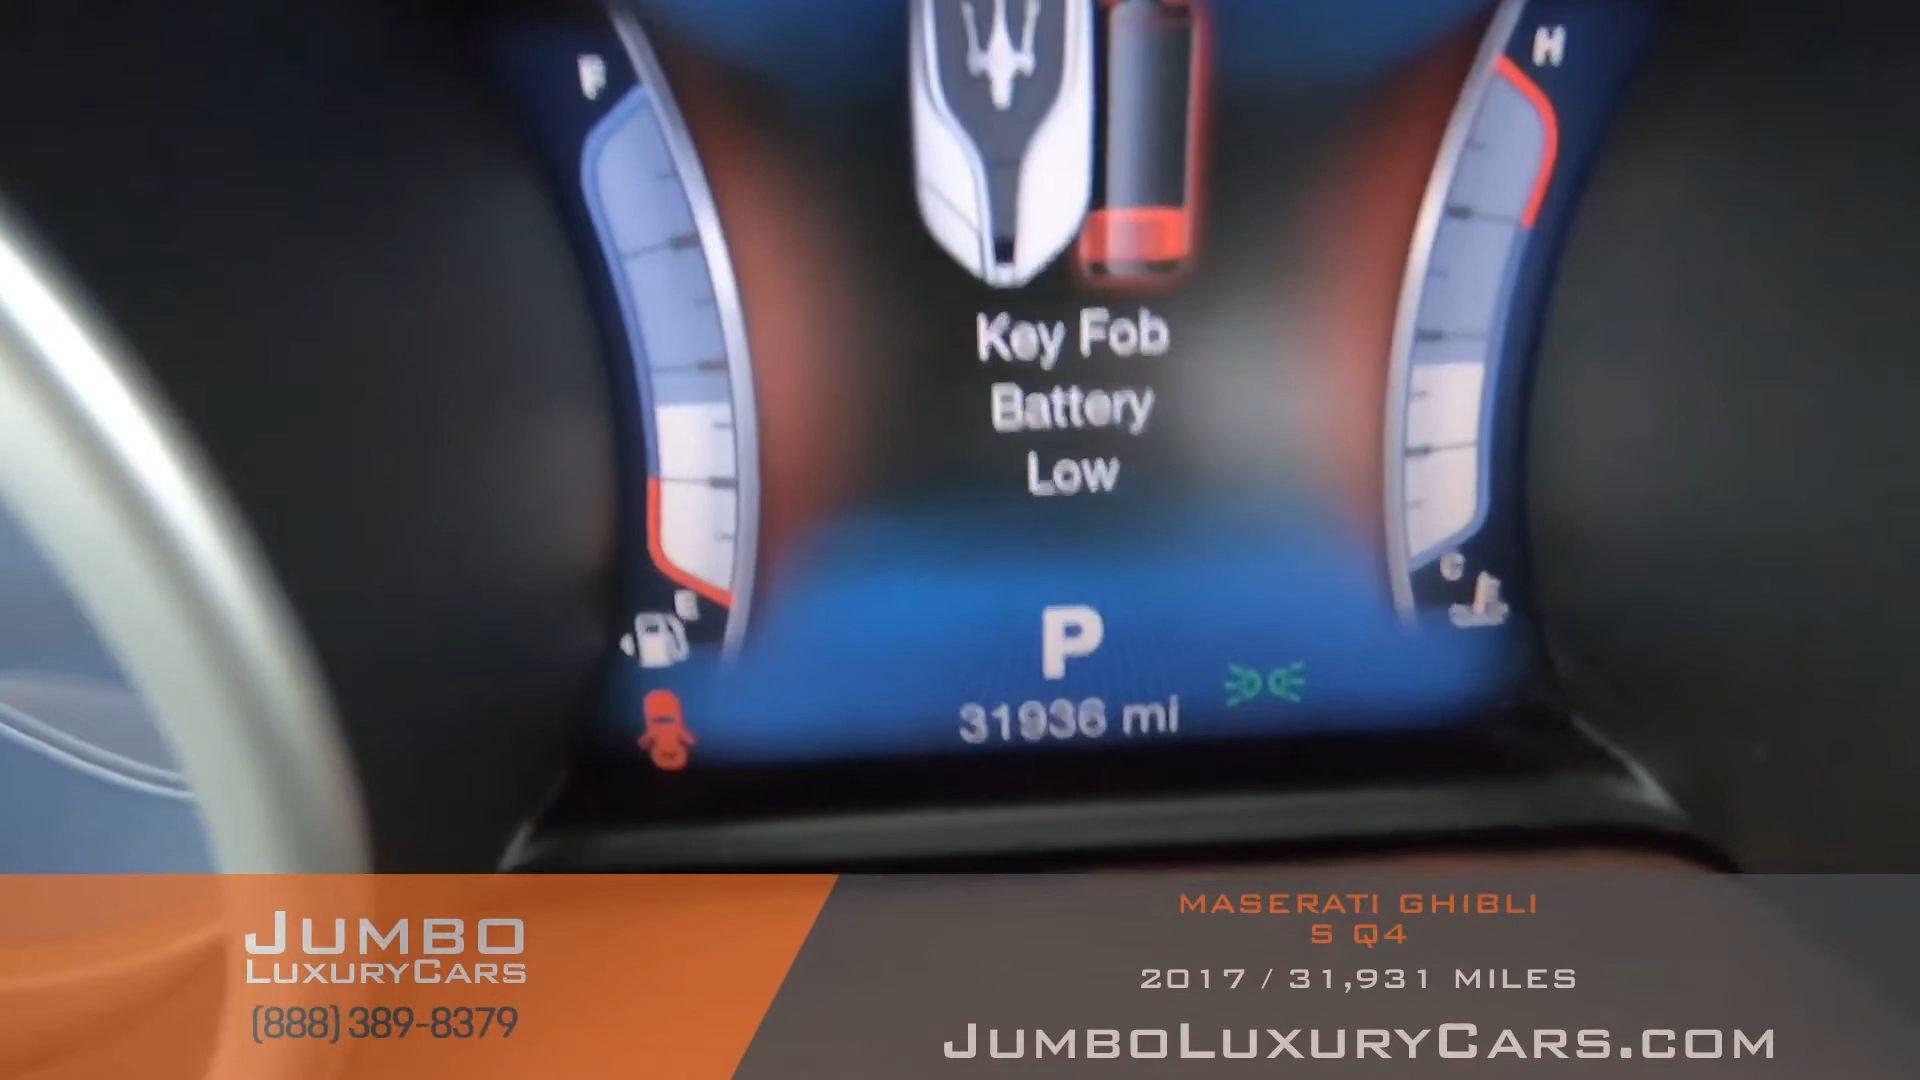 F
H
Key Fob
Battery
Low
E
C
P
31936 mi
JUMBO
LUXURYCARS
(888) 389-8379
MASERATI GHIBLI
S Q4
2017 / 31,931 MILES
JUMBOLUXURYCARS.COM